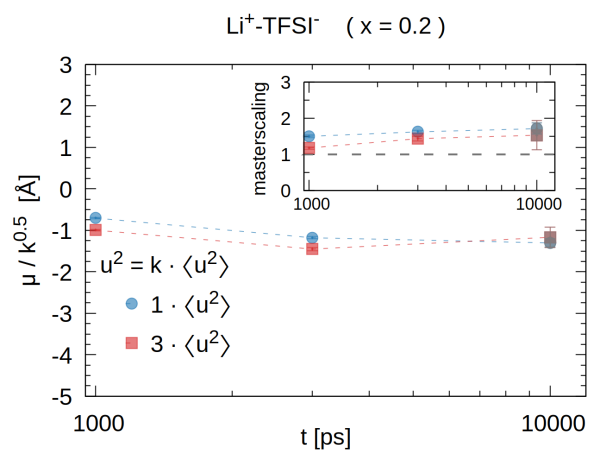 Li⁺-TFSI⁻ ( x = 0.2 )
3
2
1
0
-1
-2
-3
-4
-5
μ / k⁰·⁵ [Å]
1000
10000
t [ps]
masterscaling
3
2
1
0
1000
10000
u² = k · ⟨u²⟩
1 · ⟨u²⟩
3 · ⟨u²⟩